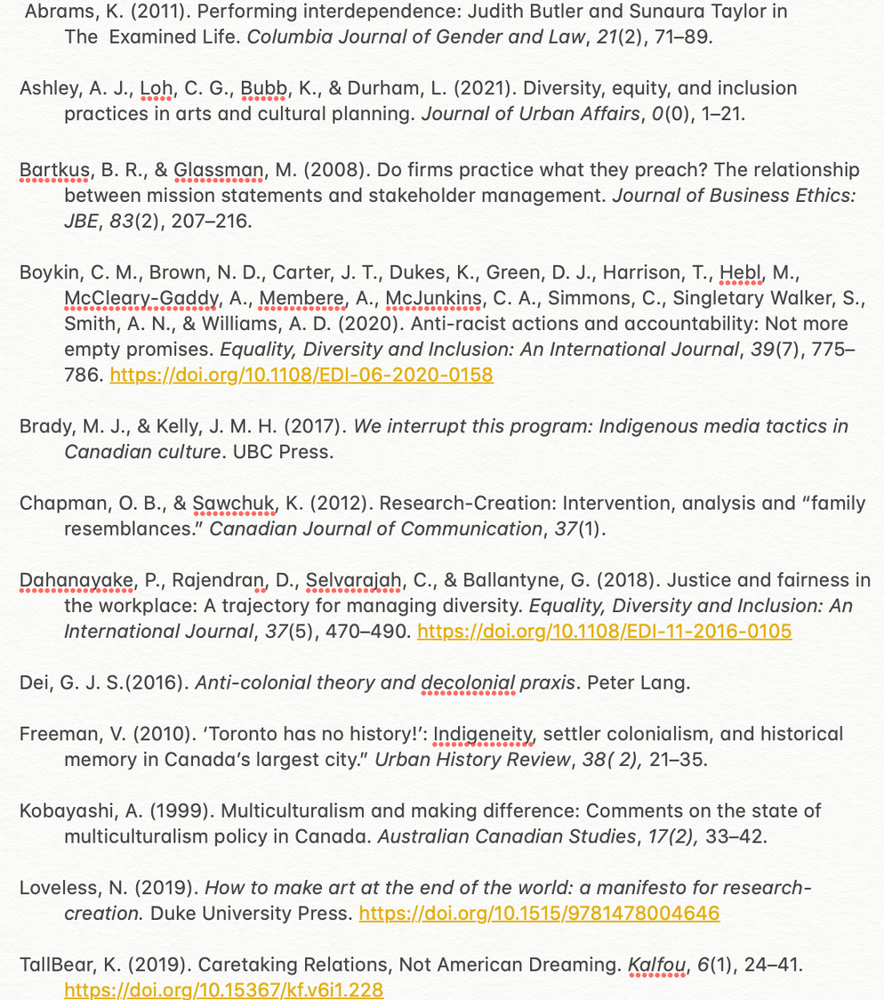 Abrams, K. (2011). Performing interdependence: Judith Butler and Sunaura Taylor in
The  Examined Life. Columbia Journal of Gender and Law, 21(2), 71–89.
Ashley, A. J., Loh, C. G., Bubb, K., & Durham, L. (2021). Diversity, equity, and inclusion
practices in arts and cultural planning. Journal of Urban Affairs, 0(0), 1–21.
Bartkus, B. R., & Glassman, M. (2008). Do firms practice what they preach? The relationship
between mission statements and stakeholder management. Journal of Business Ethics:
JBE, 83(2), 207–216.
Boykin, C. M., Brown, N. D., Carter, J. T., Dukes, K., Green, D. J., Harrison, T., Hebl, M.,
McCleary-Gaddy, A., Membere, A., McJunkins, C. A., Simmons, C., Singletary Walker, S.,
Smith, A. N., & Williams, A. D. (2020). Anti-racist actions and accountability: Not more
empty promises. Equality, Diversity and Inclusion: An International Journal, 39(7), 775–
786. https://doi.org/10.1108/EDI-06-2020-0158
Brady, M. J., & Kelly, J. M. H. (2017). We interrupt this program: Indigenous media tactics in
Canadian culture. UBC Press.
Chapman, O. B., & Sawchuk, K. (2012). Research-Creation: Intervention, analysis and “family
resemblances.” Canadian Journal of Communication, 37(1).
Dahanayake, P., Rajendran, D., Selvarajah, C., & Ballantyne, G. (2018). Justice and fairness in
the workplace: A trajectory for managing diversity. Equality, Diversity and Inclusion: An
International Journal, 37(5), 470–490. https://doi.org/10.1108/EDI-11-2016-0105
Dei, G. J. S.(2016). Anti-colonial theory and decolonial praxis. Peter Lang.
Freeman, V. (2010). ‘Toronto has no history!’: Indigeneity, settler colonialism, and historical
memory in Canada’s largest city.” Urban History Review, 38( 2), 21–35.
Kobayashi, A. (1999). Multiculturalism and making difference: Comments on the state of
multiculturalism policy in Canada. Australian Canadian Studies, 17(2), 33–42.
Loveless, N. (2019). How to make art at the end of the world: a manifesto for research-
creation. Duke University Press. https://doi.org/10.1515/9781478004646
TallBear, K. (2019). Caretaking Relations, Not American Dreaming. Kalfou, 6(1), 24–41.
https://doi.org/10.15367/kf.v6i1.228